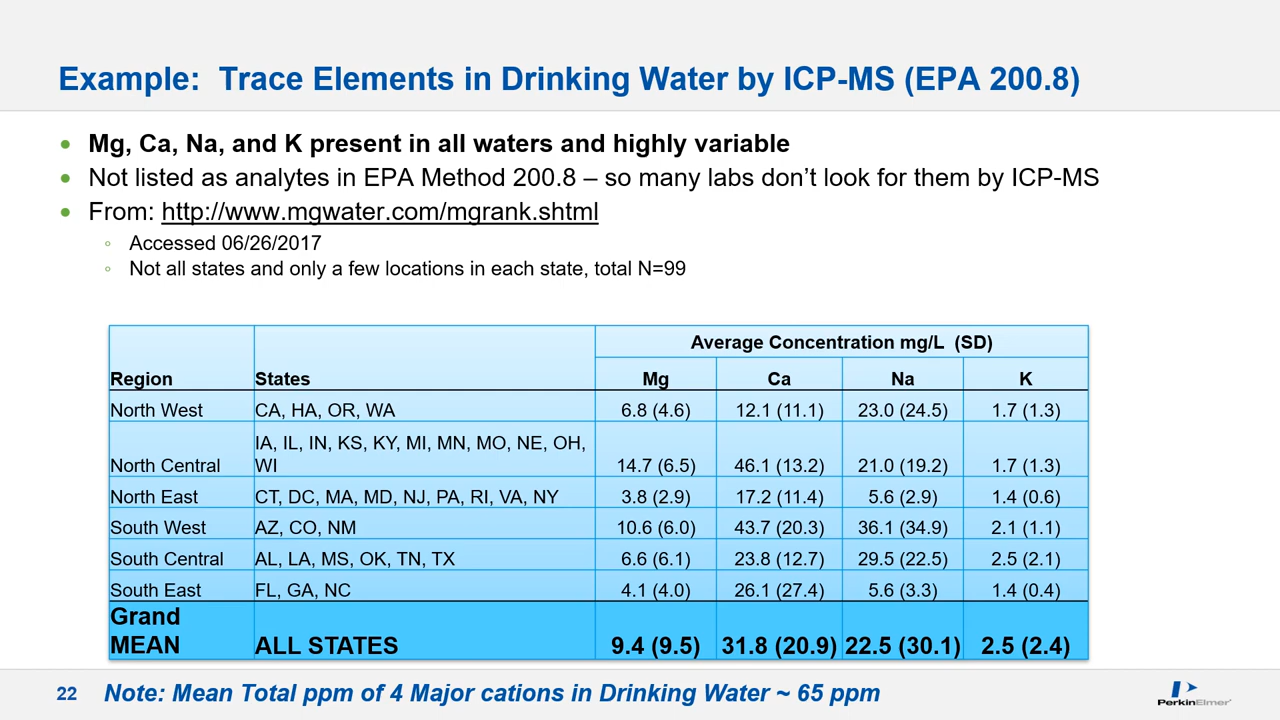 Example: Trace Elements in Drinking Water by ICP-MS (EPA 200.8)
• Mg, Ca, Na, and K present in all waters and highly variable
• Not listed as analytes in EPA Method 200.8 – so many labs don’t look for them by ICP-MS
• From: http://www.mgwater.com/mgrank.shtml
◦ Accessed 06/26/2017
◦ Not all states and only a few locations in each state, total N=99
Average Concentration mg/L (SD)
Region States Mg Ca Na K
North West CA, HA, OR, WA 6.8 (4.6) 12.1 (11.1) 23.0 (24.5) 1.7 (1.3)
IA, IL, IN, KS, KY, MI, MN, MO, NE, OH,
North Central WI 14.7 (6.5) 46.1 (13.2) 21.0 (19.2) 1.7 (1.3)
North East CT, DC, MA, MD, NJ, PA, RI, VA, NY 3.8 (2.9) 17.2 (11.4) 5.6 (2.9) 1.4 (0.6)
South West AZ, CO, NM 10.6 (6.0) 43.7 (20.3) 36.1 (34.9) 2.1 (1.1)
South Central AL, LA, MS, OK, TN, TX 6.6 (6.1) 23.8 (12.7) 29.5 (22.5) 2.5 (2.1)
South East FL, GA, NC 4.1 (4.0) 26.1 (27.4) 5.6 (3.3) 1.4 (0.4)
Grand
MEAN ALL STATES 9.4 (9.5) 31.8 (20.9) 22.5 (30.1) 2.5 (2.4)
22 Note: Mean Total ppm of 4 Major cations in Drinking Water ~ 65 ppm
PerkinElmer